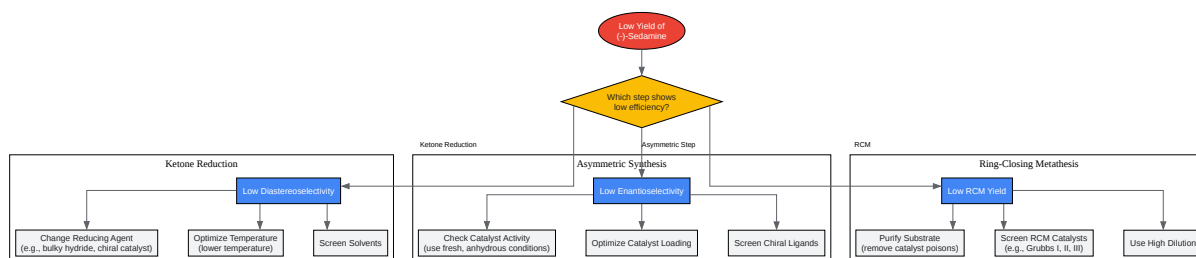 Low Yield of
(-)-Sedamine
Which step shows
low efficiency?
Ketone Reduction
Asymmetric Step
RCM
Ketone Reduction
Asymmetric Synthesis
Ring-Closing Methasis
Low Diastereoselectivity
Low Enantioselectivity
Low RCM Yield
Change Reducing Agent
(e.g., bulky hydride, chiral catalyst)
Optimize Temperature
(lower temperature)
Screen Solvents
Check Catalyst Activity
(use fresh, anhydrous conditions)
Optimize Catalyst Loading
Screen Chiral Ligands
Purify Substrate
(remove catalyst poisons)
Screen RCM Catalysts
(e.g., Grubbs I, II, III)
Use High Dilution